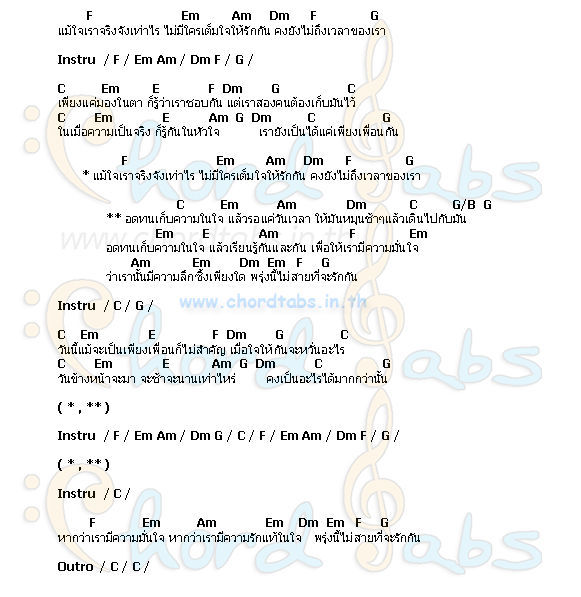 F Em Am Dm F G
แม้ใจเราจริงจังเท่าไร ไม่มีใครเต็มใจให้รักกัน คงยังไม่ถึงเวลาของเรา
Instru / F / Em Am / Dm F / G /
C Em E F Dm G C
เพียงแค่มองในตา ก็รู้ว่าเราชอบกัน แต่เราสองคนต้องเก็บมันไว้
C Em E Am G Dm C G
ในเมื่อความเป็นจริง ก็รู้กันในหัวใจ เรายังเป็นได้แค่เพียงเพื่อนกัน
F Em Am Dm F G
* แม้ใจเราจริงจังเท่าไร ไม่มีใครเต็มใจให้รักกัน คงยังไม่ถึงเวลาของเรา
C Em Am Dm C G/B G
** อดทนเก็บความในใจ แล้วรอแค่วันเวลา ให้มันหมุนช้าๆแล้วเดินไปกับมัน
Em E Am F Em
อดทนเก็บความในใจ แล้วเรียนรู้กันและกัน เพื่อให้เรามีความมั่นใจ
Am Em Dm Em F G
ว่าเรานั้นมีความลึกซึ้งเพียงใด พรุ่งนี้ไม่สายที่จะรักกัน
www.chordtabs.in.th
Instru / C / G /
C Em E F Dm G C
วันนี้แม้จะเป็นเพียงเพื่อนก็ไม่สำคัญ เมื่อใจให้กันจะหวั่นอะไร
C Em E Am G Dm C G
วันข้างหน้าจะมา จะช้าจะนานเท่าไหร่ คงเป็นอะไรได้มากกว่านั้น
( * , ** )
Instru / F / Em Am / Dm G / C / F / Em Am / Dm F / G /
( * , ** )
Instru / C /
F Em Am Em Dm Em F G
หากว่าเรามีความมั่นใจ หากว่าเรามีความรักแท้ในใจ พรุ่งนี้ไม่สายที่จะรักกัน
Outro / C / C /